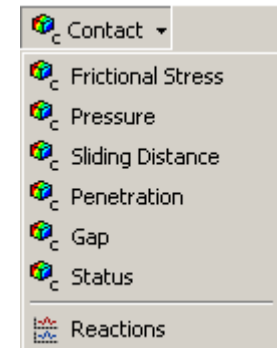 Contact
Frictional Stress
Pressure
Sliding Distance
Penetration
Gap
Status
Reactions